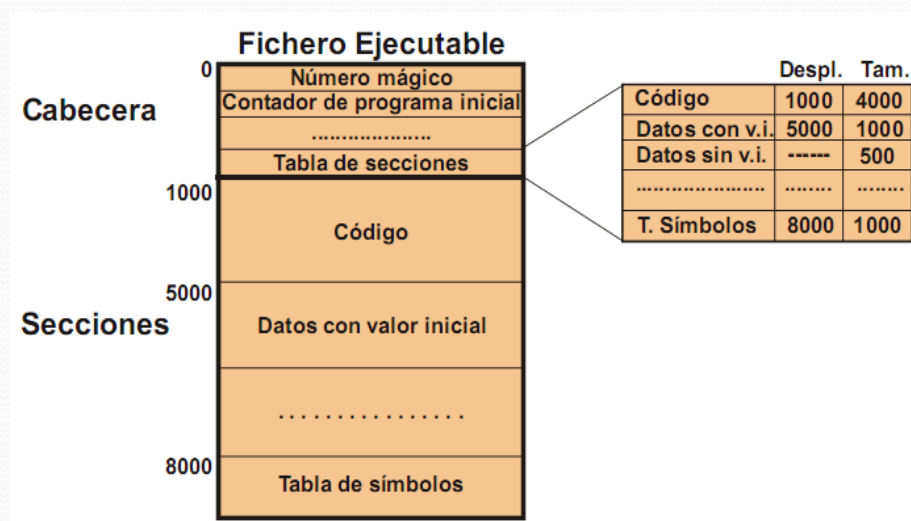 Fichero Ejecutable
0
Número mágico
Cabecera
Contador de programa inicial
.....................
Tabla de secciones
1000
Código
5000
Secciones
Datos con valor inicial
. . . . . . . . . . . . . . . .
8000
Tabla de símbolos
Despl. Tam.
Código 1000 4000
Datos con v.i. 5000 1000
Datos sin v.i. ------ 500
...................... ......... ........
T. Símbolos 8000 1000